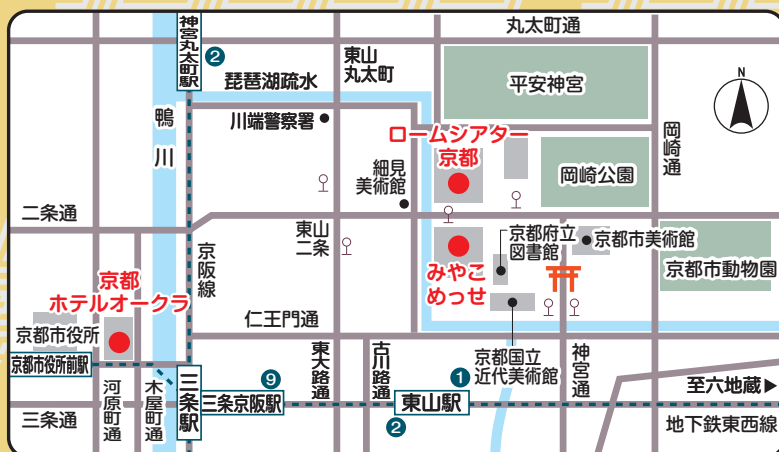 丸太町通
神宮丸太町駅
2
東山
丸太町
琵琶湖疏水
平安神宮
N
鴨川
川端警察署
ロームシアター
京都
岡崎通
細見
美術館
岡崎公園
二条通
東山
二条
京都府立
図書館
京都市美術館
京阪線
みやこ
めっせ
京都市動物園
京都
ホテルオークラ
仁王門通
京都市役所
京都市役所前駅
東大路通
古川路通
京都国立
近代美術館
神宮通
河原町通
木屋町通
三条駅
9
三条京阪駅
1
東山駅
2
至六地蔵▶
三条通
地下鉄東西線